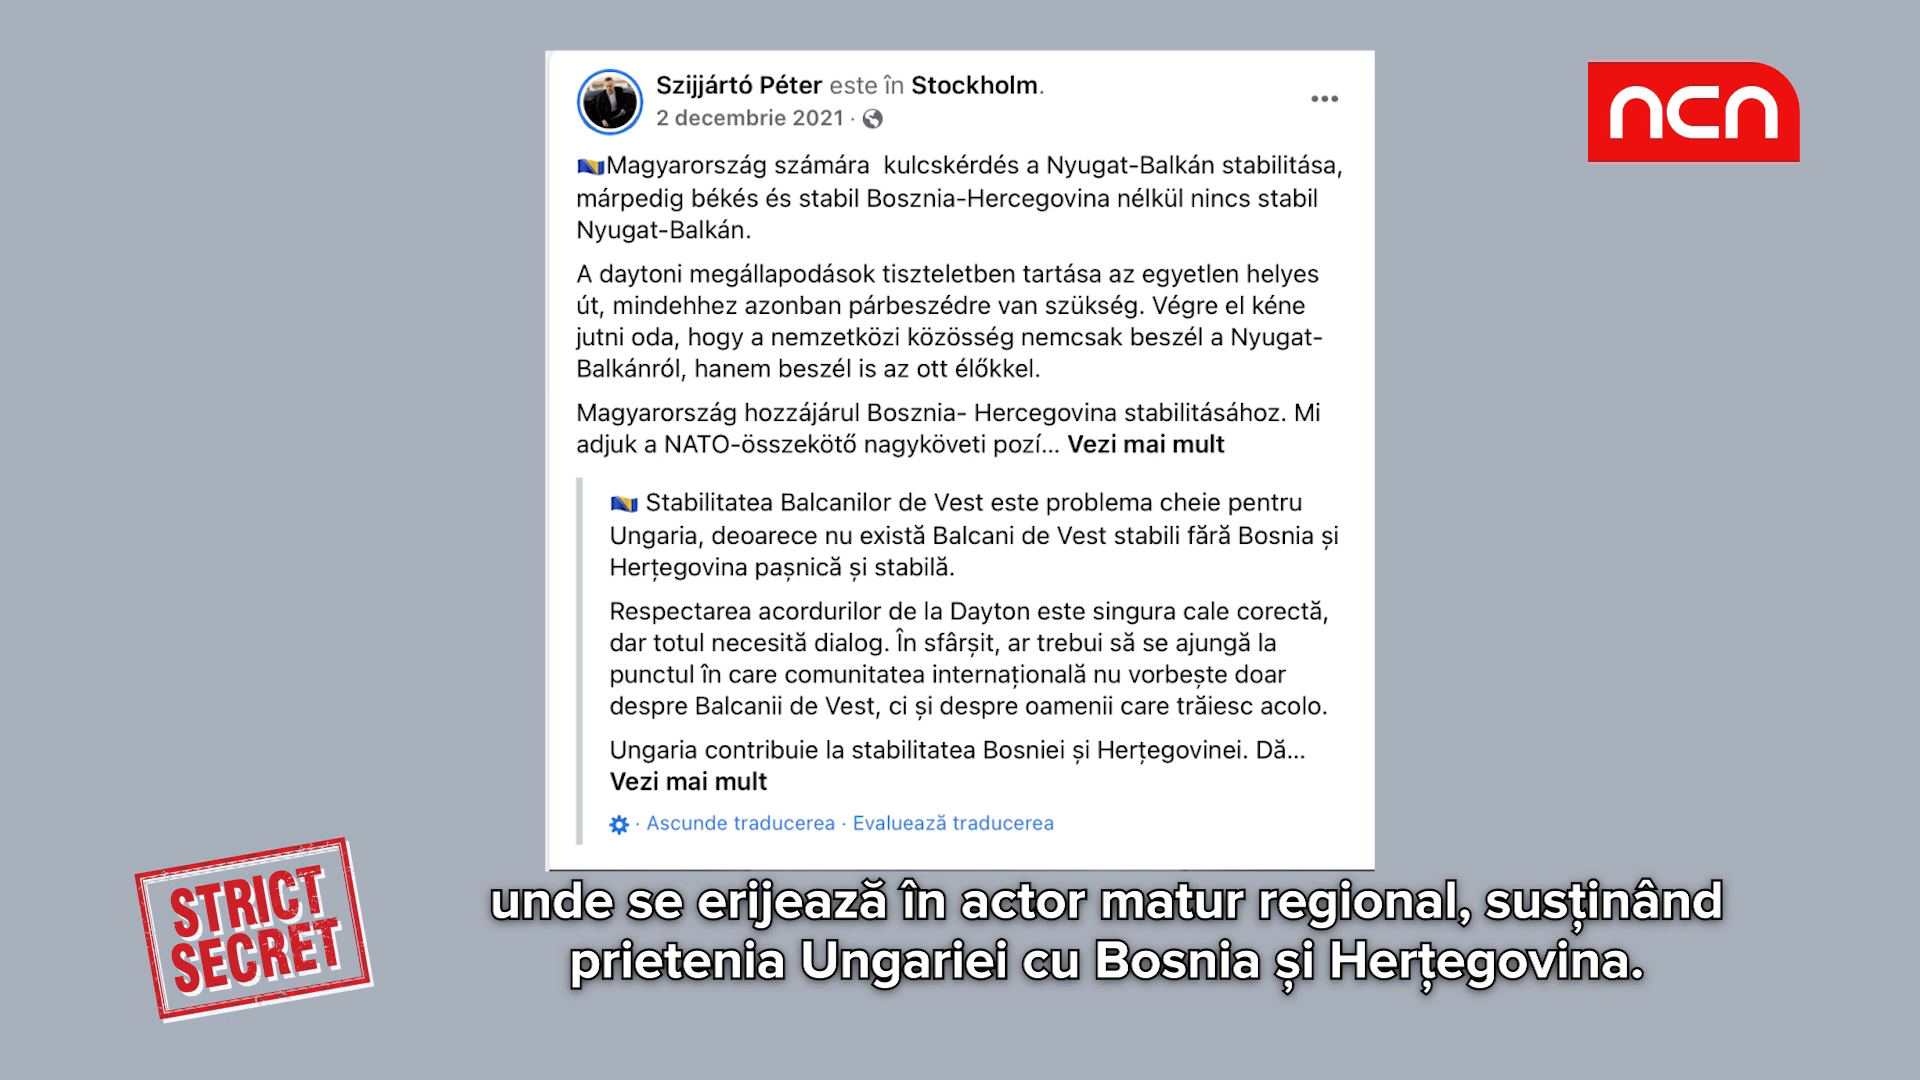 Szijjártó Péter este în Stockholm.
2 decembrie 2021 ·
ncn
Magyarország számára kulcskérdés a Nyugat-Balkán stabilitása,
márpedig békés és stabil Bosznia-Hercegovina nélkül nincs stabil
Nyugat-Balkán.
A daytoni megállapodások tiszteletben tartása az egyetlen helyes
út, mindehhez azonban párbeszédre van szükség. Végre el kéne
jutni oda, hogy a nemzetközi közösség nemcsak beszél a Nyugat-
Balkánról, hanem beszél is az ott élőkkel.
Magyarország hozzájárul Bosznia- Hercegovina stabilitásához. Mi
adjuk a NATO-összekötő nagyköveti pozí... Vezi mai mult
Stabilitatea Balcanilor de Vest este problema cheie pentru
Ungaria, deoarece nu există Balcani de Vest stabili fără Bosnia și
Herțegovina pașnică și stabilă.
Respectarea acordurilor de la Dayton este singura cale corectă,
dar totul necesită dialog. În sfârșit, ar trebui să se ajungă la
punctul în care comunitatea internațională nu vorbește doar
despre Balcanii de Vest, ci și despre oamenii care trăiesc acolo.
Ungaria contribuie la stabilitatea Bosniei și Herțegovinei. Dă...
Vezi mai mult
· Ascunde traducerea · Evaluează traducerea
STRICT
SECRET
unde se erijează în actor matur regional, susținând
prietenia Ungariei cu Bosnia și Herțegovina.